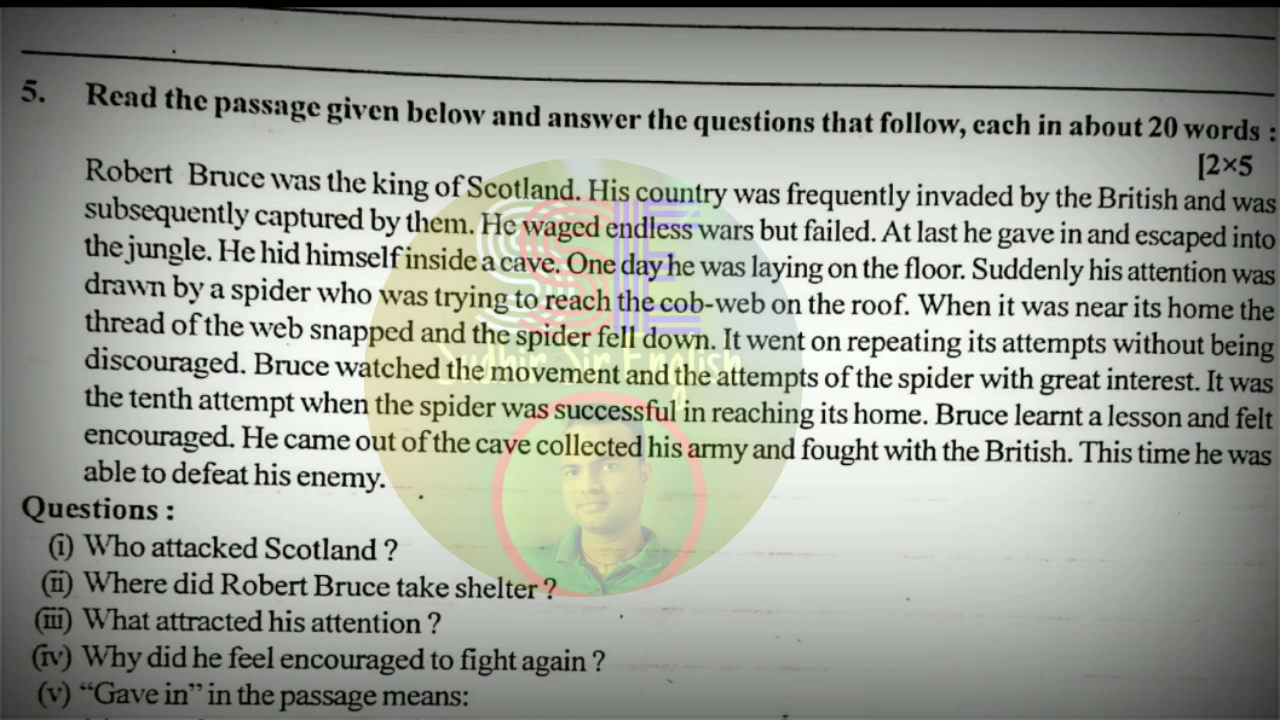 5. Read the passage given below and answer the questions that follow, each in about 20 words :
[2×5
Robert Bruce was the king of Scotland. His country was frequently invaded by the British and was
subsequently captured by them. He waged endless wars but failed. At last he gave in and escaped into
the jungle. He hid himself inside a cave. One day he was laying on the floor. Suddenly his attention was
drawn by a spider who was trying to reach the cob-web on the roof. When it was near its home the
thread of the web snapped and the spider fell down. It went on repeating its attempts without being
discouraged. Bruce watched the movement and the attempts of the spider with great interest. It was
the tenth attempt when the spider was successful in reaching its home. Bruce learnt a lesson and felt
encouraged. He came out of the cave collected his army and fought with the British. This time he was
able to defeat his enemy.
SSE
Sudhir Sir English
Questions :
(i) Who attacked Scotland ?
(ii) Where did Robert Bruce take shelter ?
(iii) What attracted his attention ?
(iv) Why did he feel encouraged to fight again ?
(v) “Gave in” in the passage means: